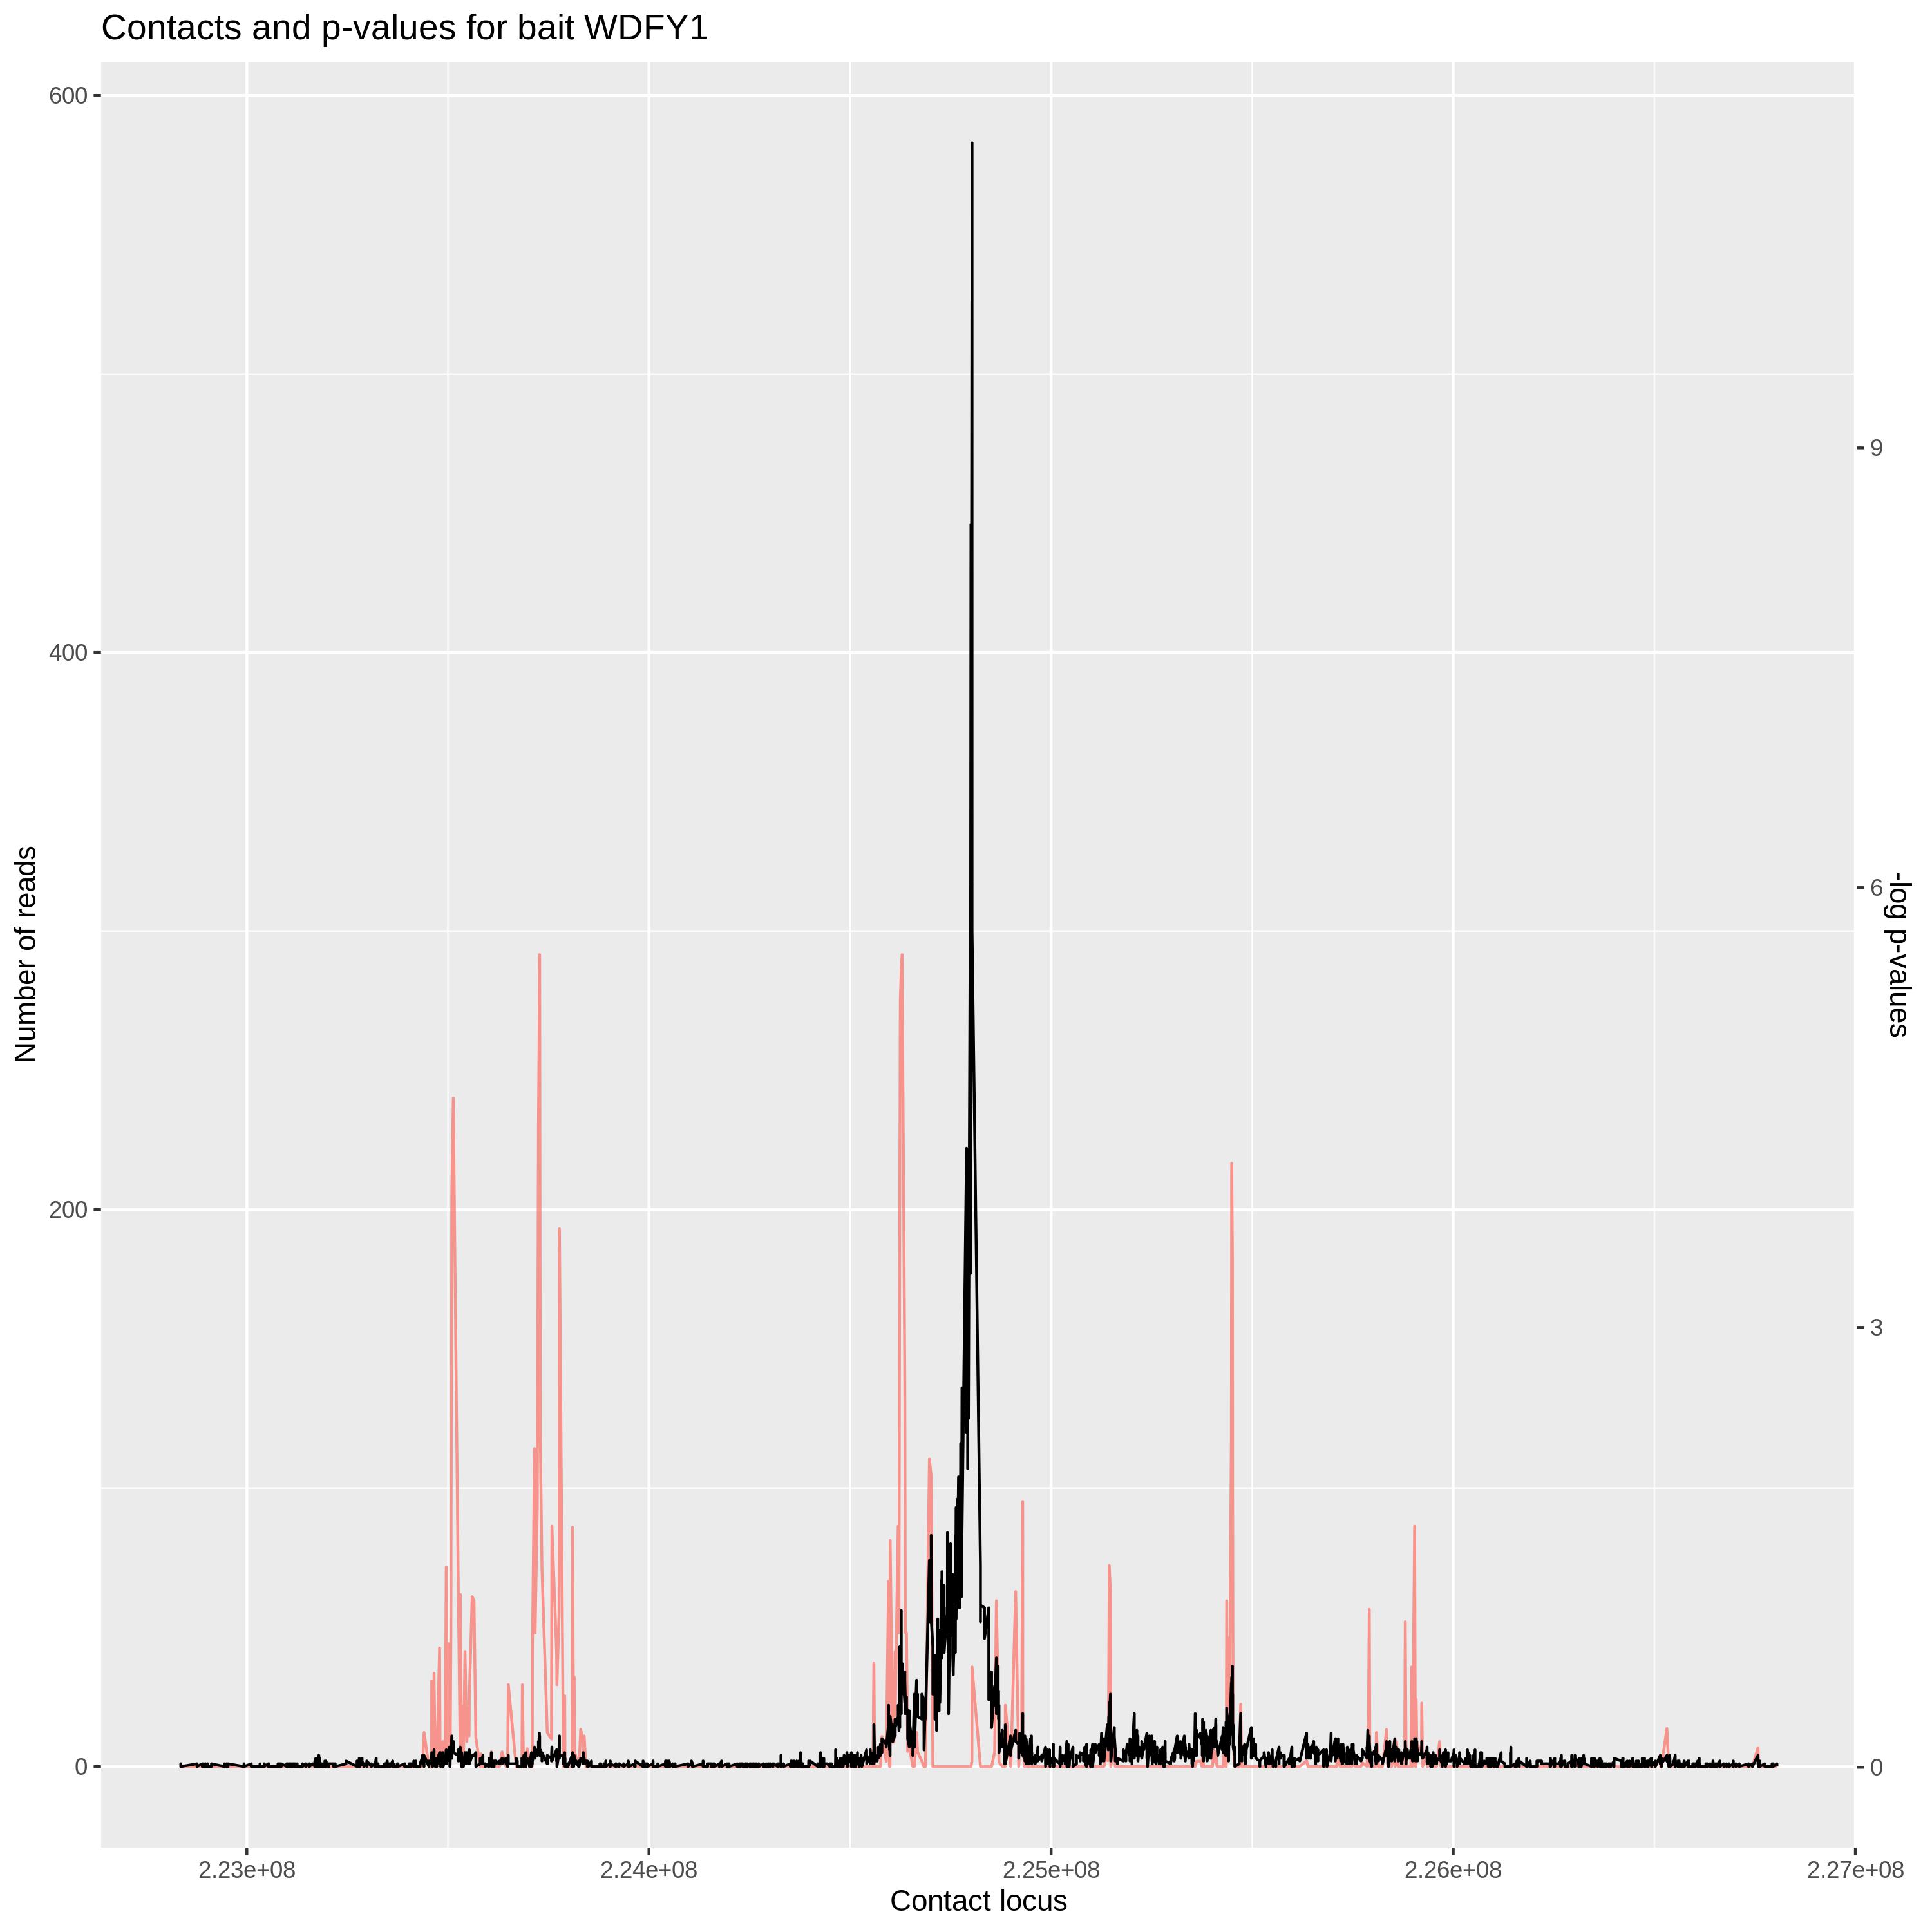 Contacts and p-values for bait WDFY1
600
400
200
0
Number of reads
9
6
3
0
-log p-values
2.23e+08 2.24e+08 2.25e+08 2.26e+08 2.27e+08
Contact locus